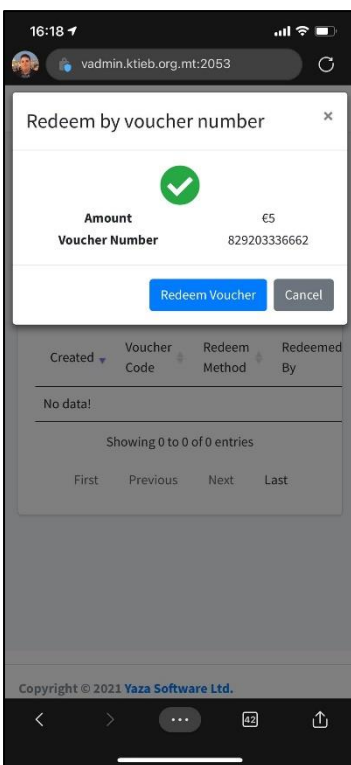 16:18
vadmin.ktieb.org.mt:2053
Redeem by voucher number ×
Amount €5
Voucher Number 829203336662
Redeem Voucher Cancel
Created Voucher Code Redeem Method Redeemed By
No data!
Showing 0 to 0 of 0 entries
First Previous Next Last
Copyright © 2021 Yaza Software Ltd.
42